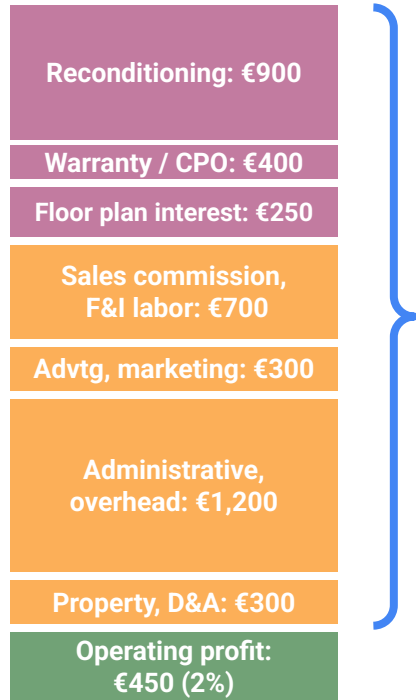 Reconditioning: €900
Warranty / CPO: €400
Floor plan interest: €250
Sales commission,
F&I labor: €700
Advtg, marketing: €300
Administrative,
overhead: €1,200
Property, D&A: €300
Operating profit:
€450 (2%)